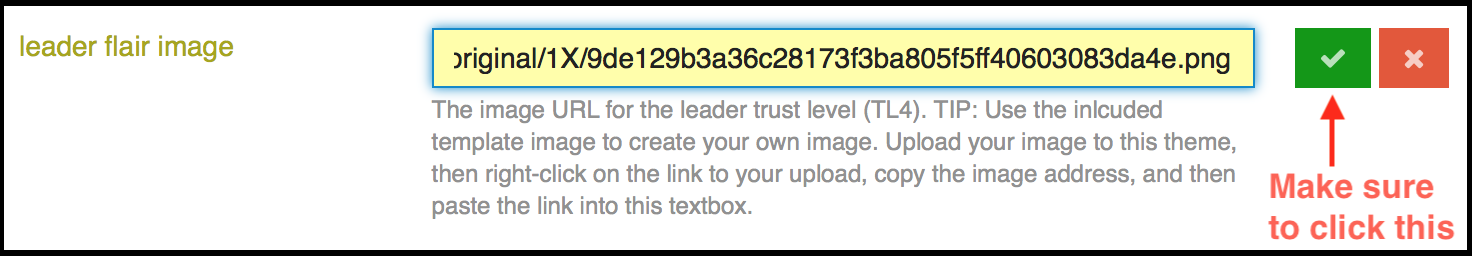 leader flair image
original/1X/9de129b3a36c28173f3ba805f5ff40603083da4e.png
The image URL for the leader trust level (TL4). TIP: Use the inlcuded
template image to create your own image. Upload your image to this theme,
then right-click on the link to your upload, copy the image address, and then
paste the link into this textbox.
Make sure
to click this